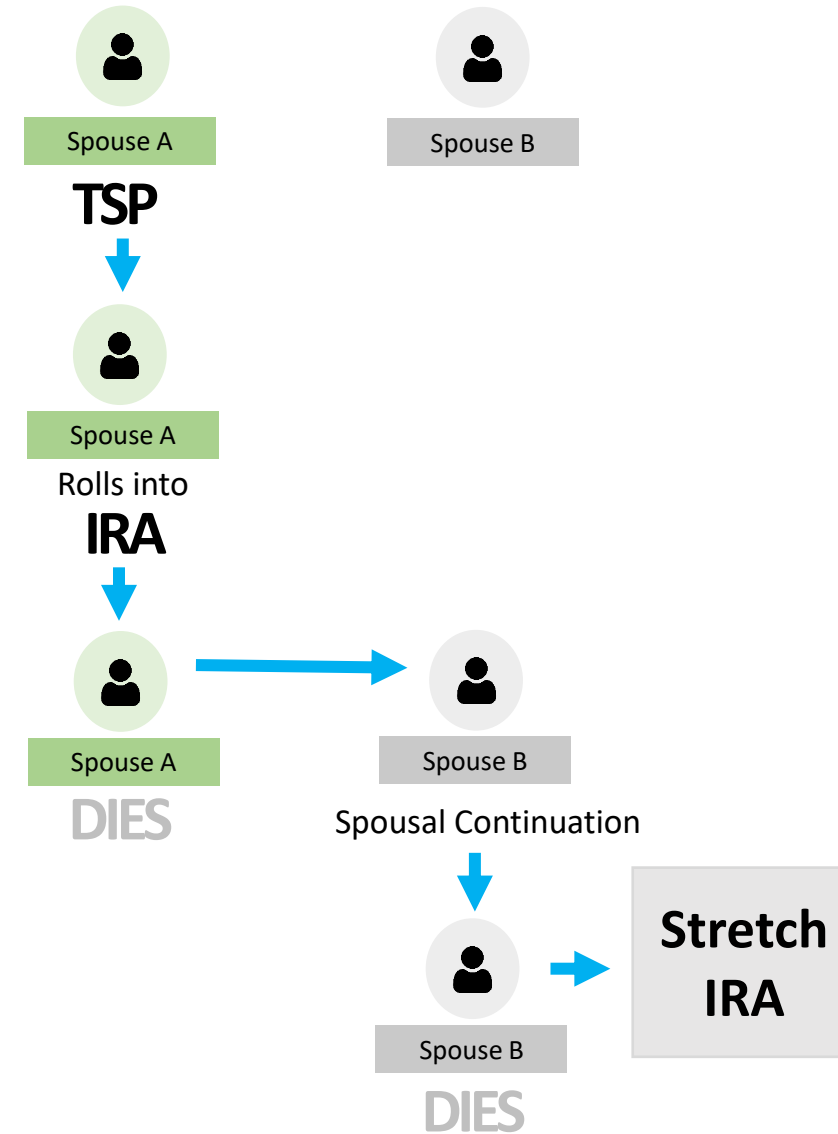 Spouse A
Spouse B
TSP
Spouse A
Rolls into
IRA
Spouse A
DIES
Spouse B
Spousal Continuation
Spouse B
DIES
Stretch
IRA